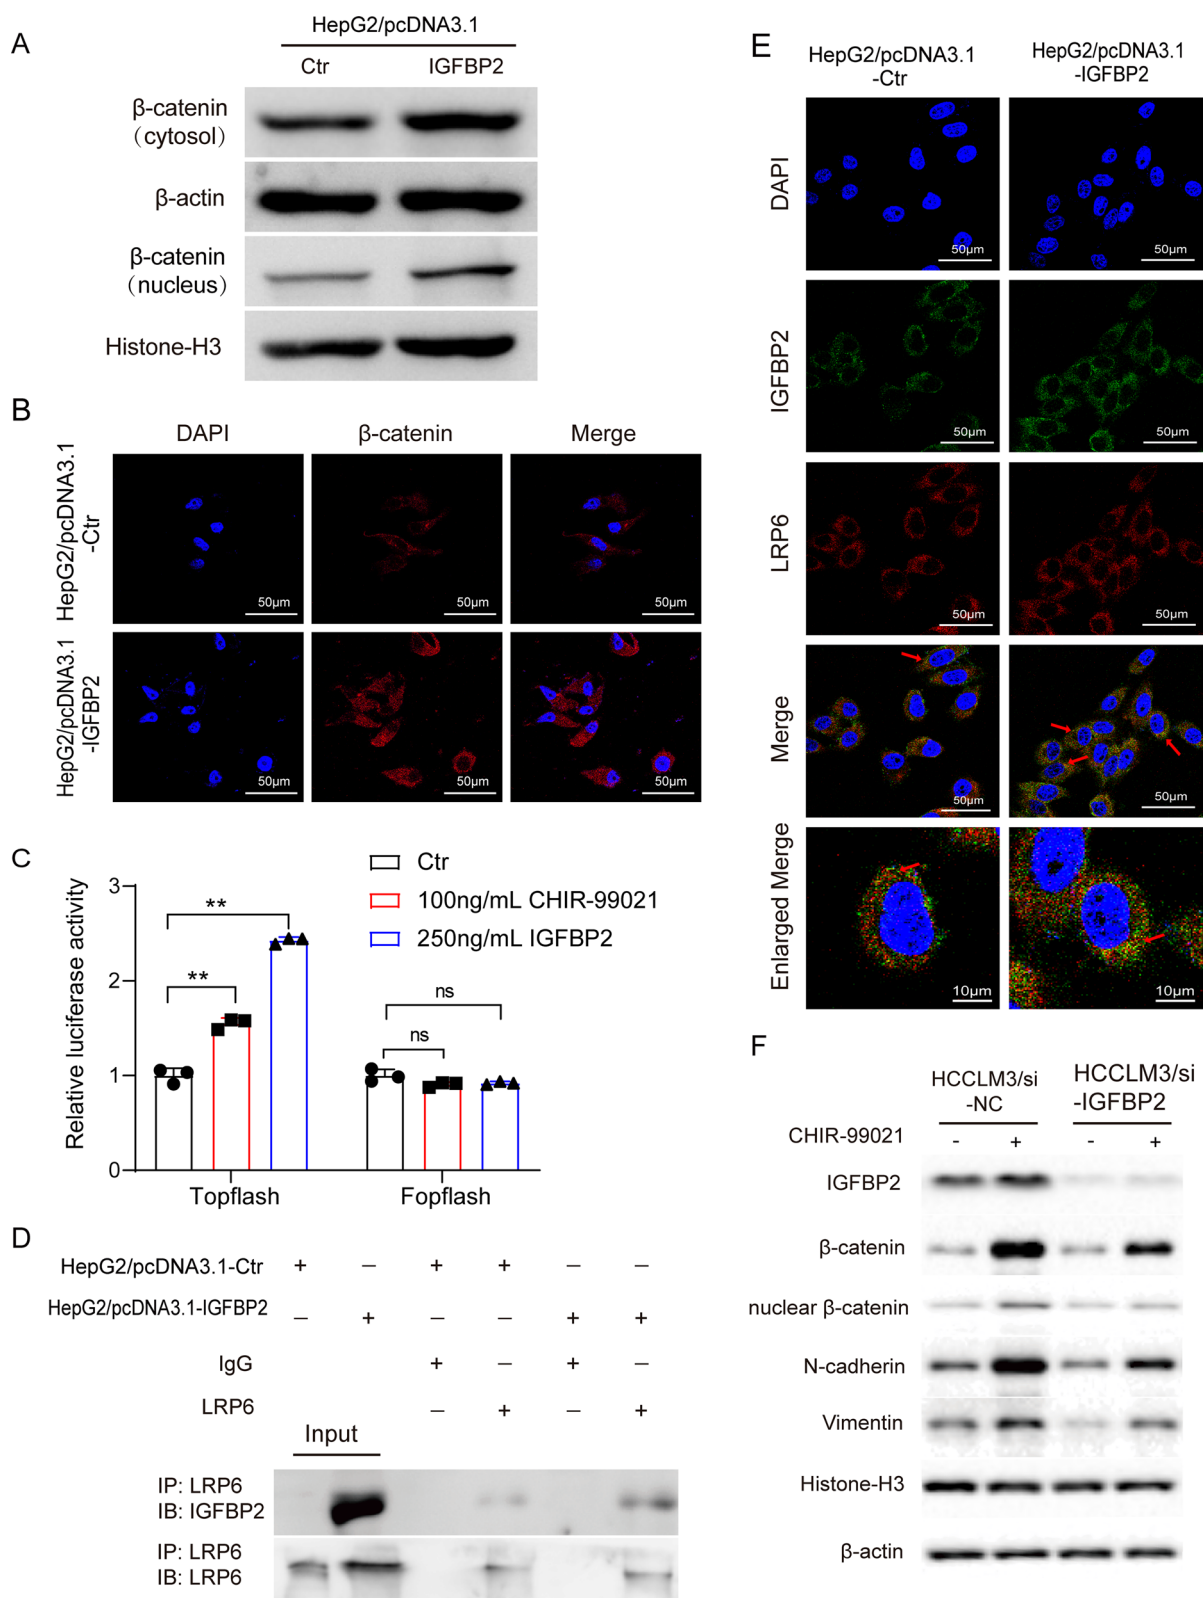 A
HepG2/pcDNA3.1
Ctr IGFBP2
β-catenin
(cytosol)
β-actin
β-catenin
(nucleus)
Histone-H3
B
DAPI β-catenin Merge
HepG2/pcDNA3.1
-Ctr
50μm 50μm 50μm
HepG2/pcDNA3.1
-IGFBP2
50μm 50μm 50μm
C
Relative luciferase activity
3
2
1
0
Ctr
100ng/mL CHIR-99021
250ng/mL IGFBP2
**
**
ns
ns
Topflash Fopflash
D
HepG2/pcDNA3.1-Ctr + – + + – –
HepG2/pcDNA3.1-IGFBP2 – + – – + +
IgG + – + –
LRP6 – + – +
Input
IP: LRP6
IB: IGFBP2
IP: LRP6
IB: LRP6
E
HepG2/pcDNA3.1
-Ctr
HepG2/pcDNA3.1
-IGFBP2
DAPI
50μm 50μm
IGFBP2
50μm 50μm
LRP6
50μm 50μm
Merge
50μm 50μm
Enlarged Merge
10μm 10μm
F
HCCLM3/si
-NC
HCCLM3/si
-IGFBP2
CHIR-99021 - + - +
IGFBP2
β-catenin
nuclear β-catenin
N-cadherin
Vimentin
Histone-H3
β-actin